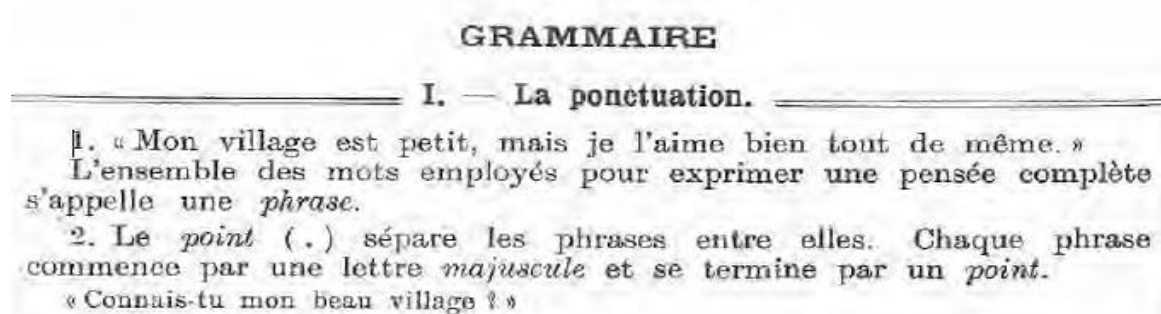 GRAMMAIRE
I. — La ponctuation.
1. « Mon village est petit, mais je l'aime bien tout de même. »
L'ensemble des mots employés pour exprimer une pensée complète
s'appelle une phrase.
2. Le point (.) sépare les phrases entre elles. Chaque phrase
commence par une lettre majuscule et se termine par un point.
« Connais-tu mon beau village ? »